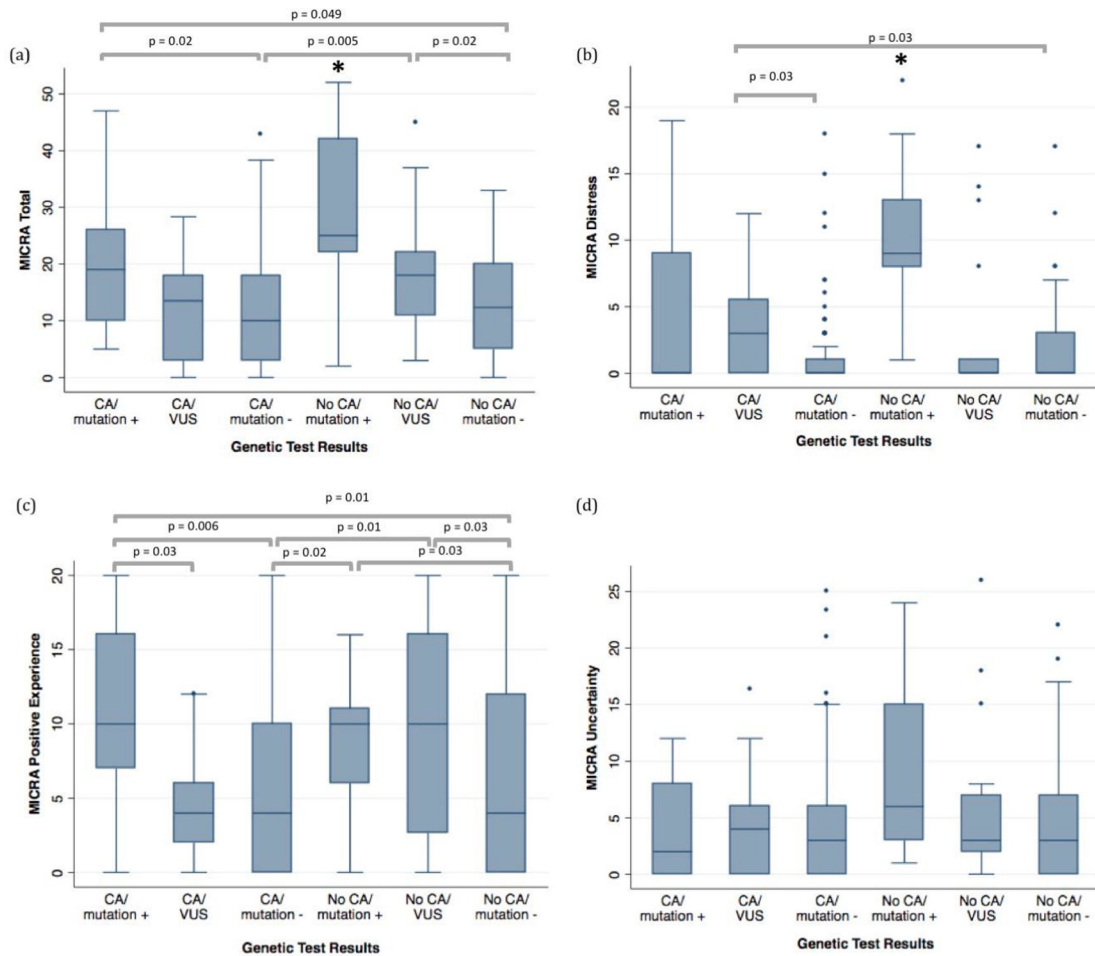 p = 0.049
p = 0.02 p = 0.005 p = 0.02
(a)
*
MICRA Total
50
40
30
20
10
0
CA/ mutation +
CA/ VUS
CA/ mutation -
No CA/ mutation +
No CA/ VUS
No CA/ mutation -
Genetic Test Results
(b)
p = 0.03
*
p = 0.03
MICRA Distress
20
15
10
5
0
CA/ mutation +
CA/ VUS
CA/ mutation -
No CA/ mutation +
No CA/ VUS
No CA/ mutation -
Genetic Test Results
(c)
p = 0.01
p = 0.006 p = 0.01 p = 0.03
p = 0.03 p = 0.02 p = 0.03
MICRA Positive Experience
20
15
10
5
0
CA/ mutation +
CA/ VUS
CA/ mutation -
No CA/ mutation +
No CA/ VUS
No CA/ mutation -
Genetic Test Results
(d)
MICRA Uncertainty
25
20
15
10
5
0
CA/ mutation +
CA/ VUS
CA/ mutation -
No CA/ mutation +
No CA/ VUS
No CA/ mutation -
Genetic Test Results